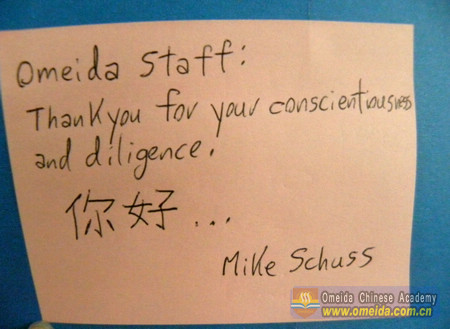 Omeida Staff:
Thank you for your conscientiousness
and diligence.
你好...
Mike Schuss
Omeida Chinese Academy
www.omeida.com.cn